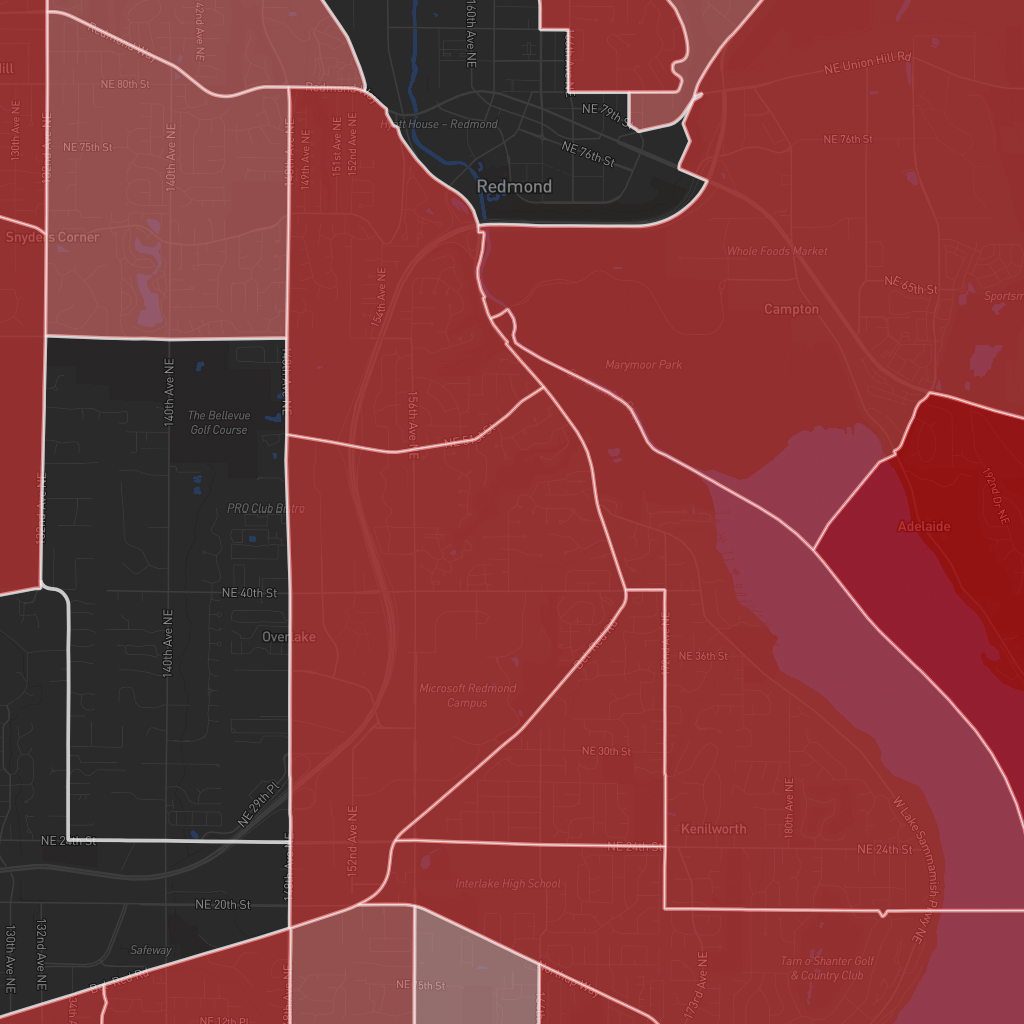 160th Ave NE
NE Union Hill Rd
NE 80th St
Redmond Way
130th Ave NE
132nd Ave NE
NE 75th St
140th Ave NE
148th Ave NE
149th Ave NE
151st Ave NE
152nd Ave NE
Hyatt House – Redmond
NE 79th St
NE 76th St
NE 76th St
Redmond
Snyders Corner
Whole Foods Market
154th Ave NE
NE 65th St
Campton
Marymoor Park
140th Ave NE
The Bellevue
Golf Course
156th Ave NE
132nd Ave NE
PRO Club Bistro
192nd Dr NE
Adelaide
NE 40th St
Overlake
140th Ave NE
NE 36th St
Microsoft Redmond
Campus
NE 30th St
NE 29th Pl
152nd Ave NE
180th Ave NE
W Lake Sammamish Pkwy NE
Kenilworth
NE 24th St
NE 24th St
NE 24th St
148th Ave NE
Interlake High School
NE 20th St
130th Ave NE
132nd Ave NE
Safeway
Tam o'Shanter Golf
& Country Club
173rd Ave NE
NE 12th Pl